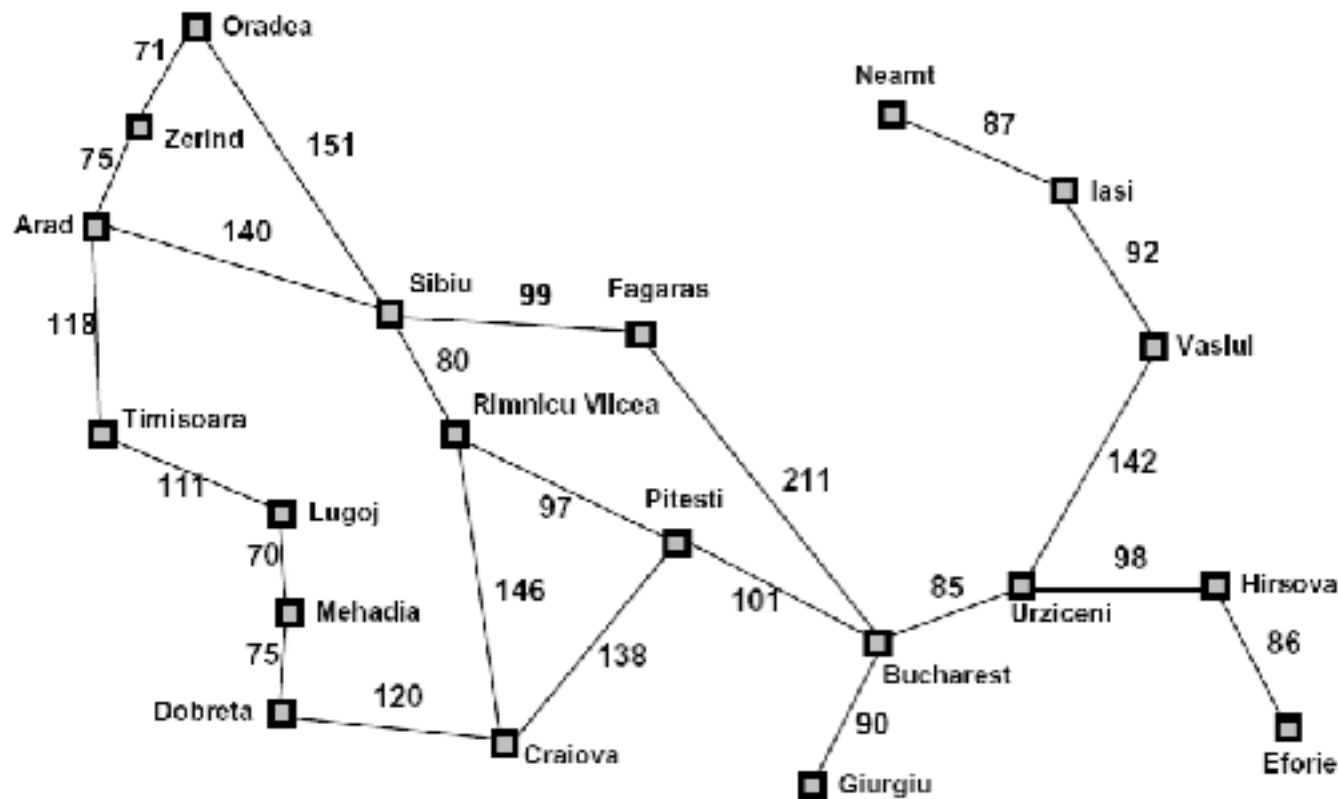 Oradea
71
Neamt
87
Zerind
151
75
Iasi
Arad
140
92
Sibiu
99
Fagaras
118
Vaslui
80
Timisoara
Rimnicu Vilcea
142
111
211
Lugoj
97
Pitesti
70
98
146
101
85
Hirsova
Mehadia
Urziceni
138
86
75
Bucharest
Dobreta
120
90
Craiova
Eforie
Giurgiu